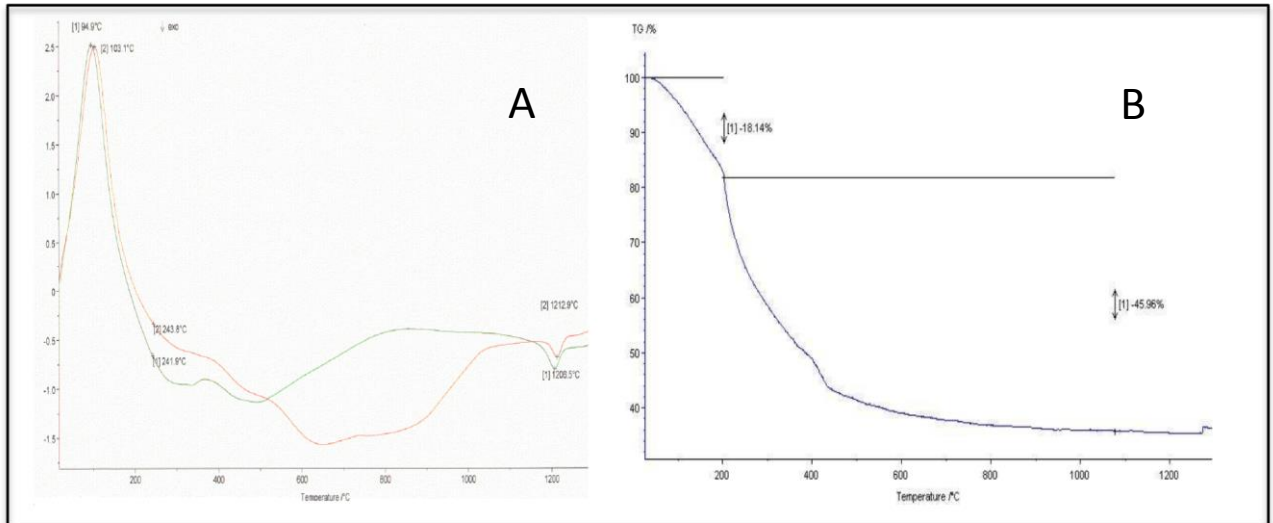 [1] 94.9°C
↓ exo
[2] 103.1°C
2.5
2.0
1.5
1.0
0.5
0
-0.5
-1.0
-1.5
[2] 243.8°C
[1] 241.9°C
[2] 1212.9°C
[1] 1208.5°C
A
0 200 400 600 800 1000 1200
Temperature /°C
TG /%
100
90
80
70
60
50
40
[1] -18.14%
[1] -45.96%
B
200 400 600 800 1000 1200
Temperature /°C